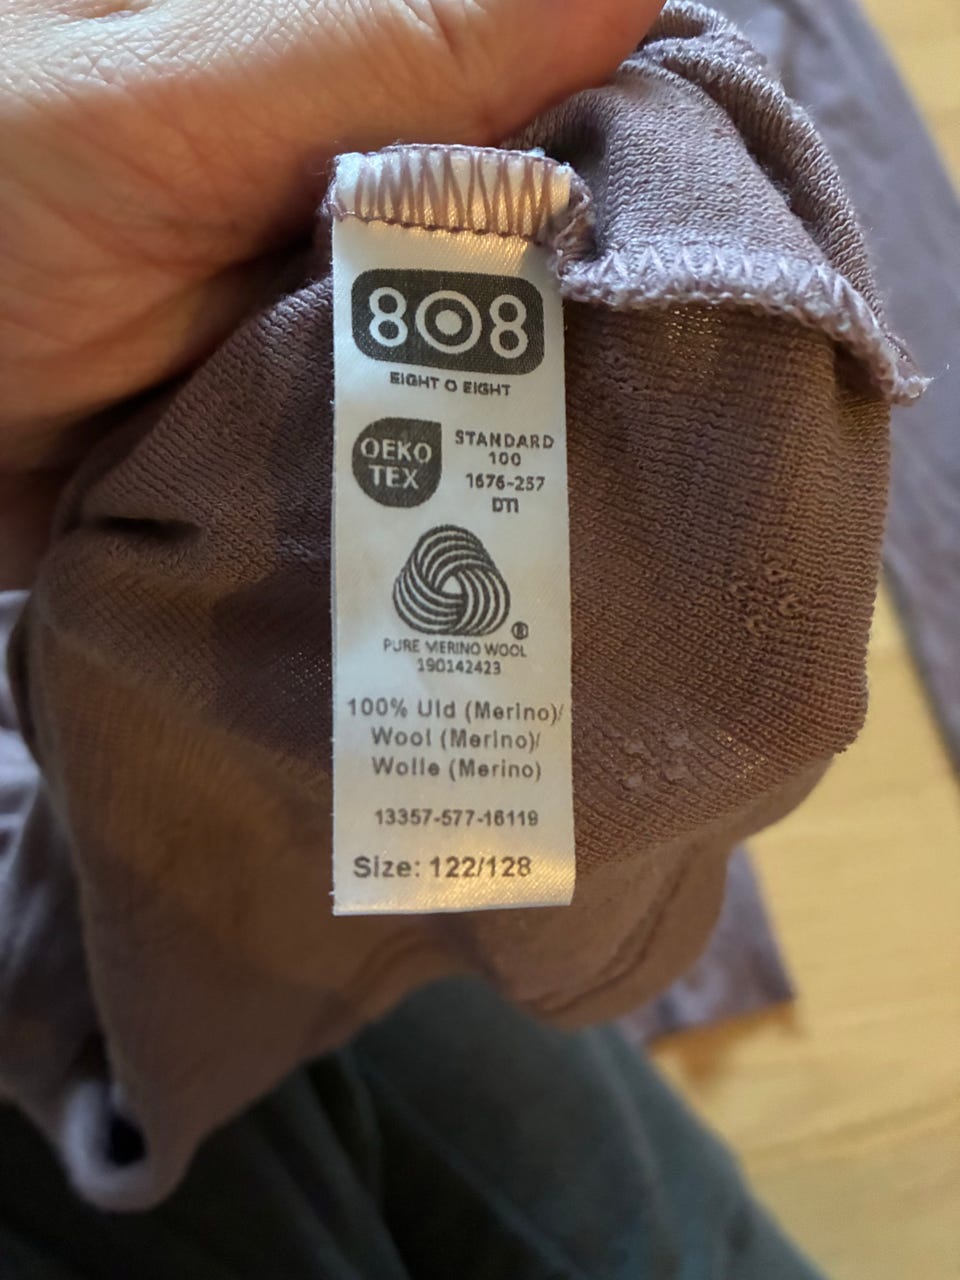 808
EIGHT O EIGHT
OEKO
TEX
STANDARD
100
1676-257
DTI
®
PURE MERINO WOOL
190142423
100% Uld (Merino)/
Wool (Merino)/
Wolle (Merino)
13357-577-16119
Size: 122/128